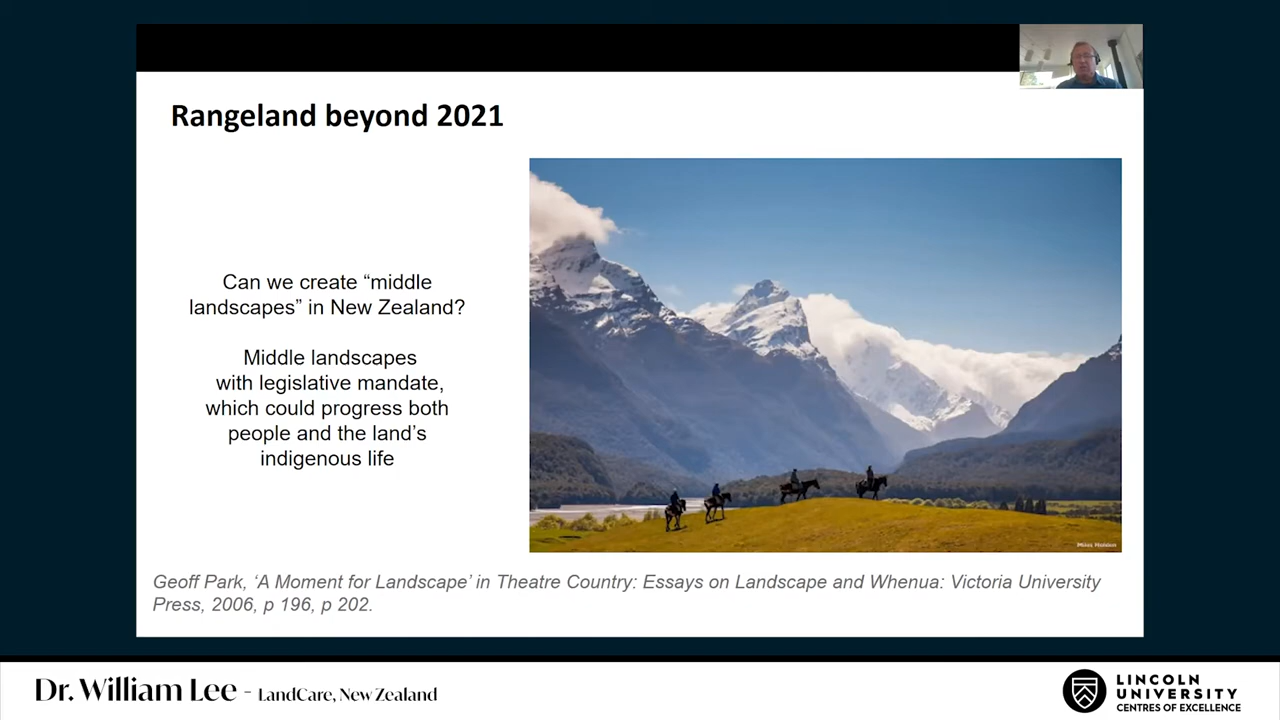 Rangeland beyond 2021
Can we create “middle
landscapes” in New Zealand?
Middle landscapes
with legislative mandate,
which could progress both
people and the land’s
indigenous life
Miles Holden
Geoff Park, ‘A Moment for Landscape’ in Theatre Country: Essays on Landscape and Whenua: Victoria University
Press, 2006, p 196, p 202.
Dr. William Lee - LandCare, New Zealand
LINCOLN
UNIVERSITY
CENTRES OF EXCELLENCE